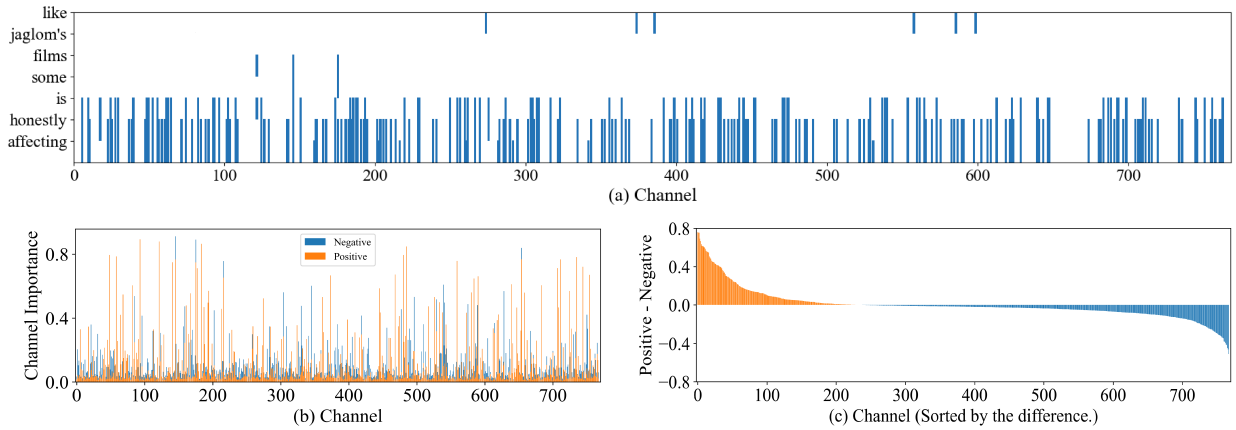 like
jaglom's
films
some
is
honestly
affecting
0 100 200 300 400 500 600 700
(a) Channel
Channel Importance
0.8
0.4
0.0
Negative
Positive
0 100 200 300 400 500 600 700
(b) Channel
Positive - Negative
0.8
0.4
0.0
−0.4
−0.8
0 100 200 300 400 500 600 700
(c) Channel (Sorted by the difference.)